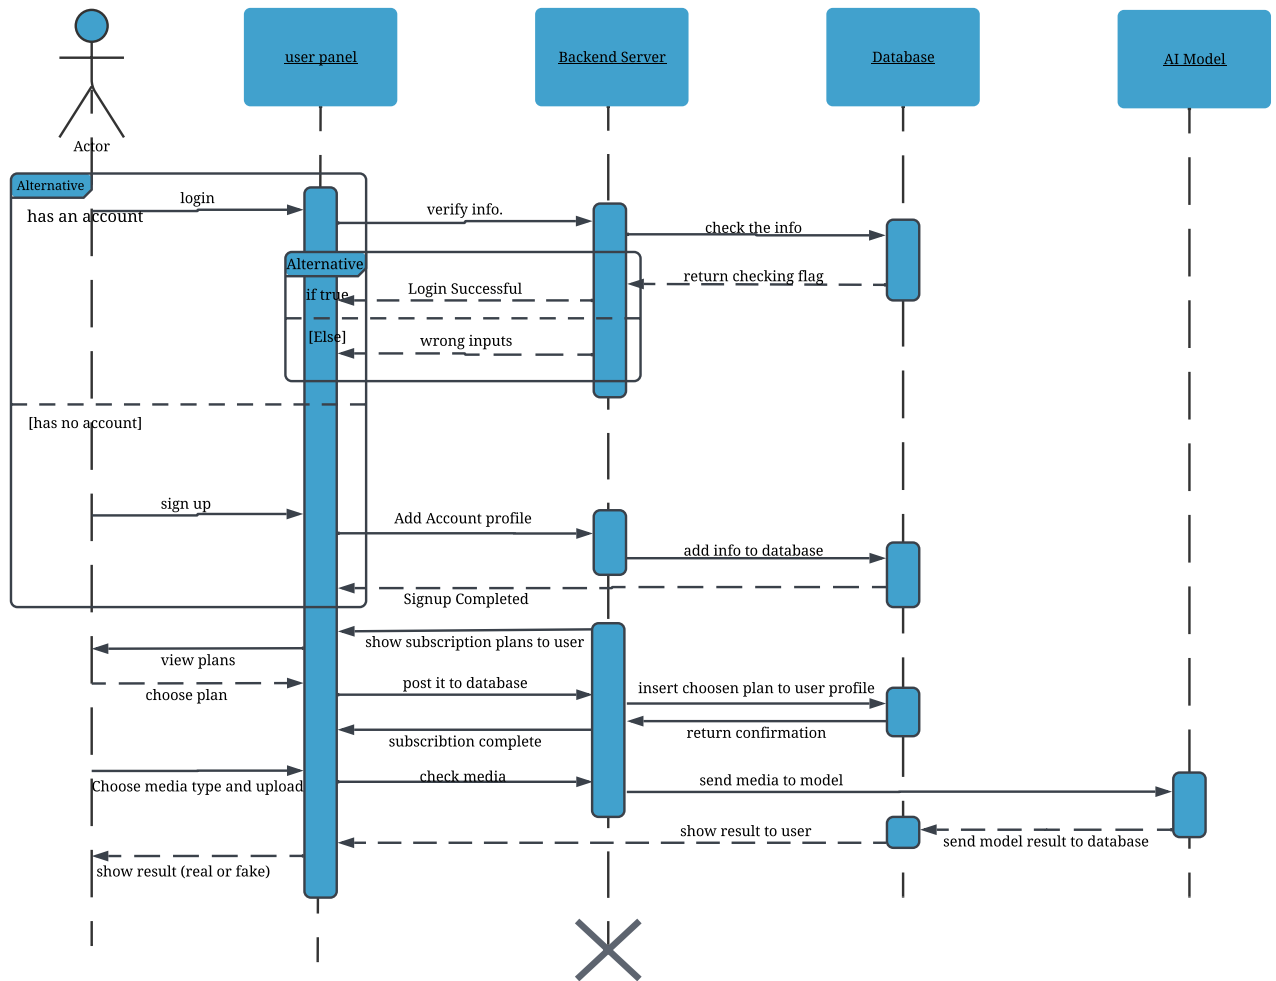 user panel
Backend Server
Database
AI Model
Actor
Alternative
login
has an account
verify info.
check the info
Alternative
return checking flag
if true
Login Successful
[Else]
wrong inputs
[has no account]
sign up
Add Account profile
add info to database
Signup Completed
show subscription plans to user
view plans
post it to database
insert choosen plan to user profile
choose plan
return confirmation
subscribtion complete
check media
send media to model
Choose media type and upload
show result to user
send model result to database
show result (real or fake)